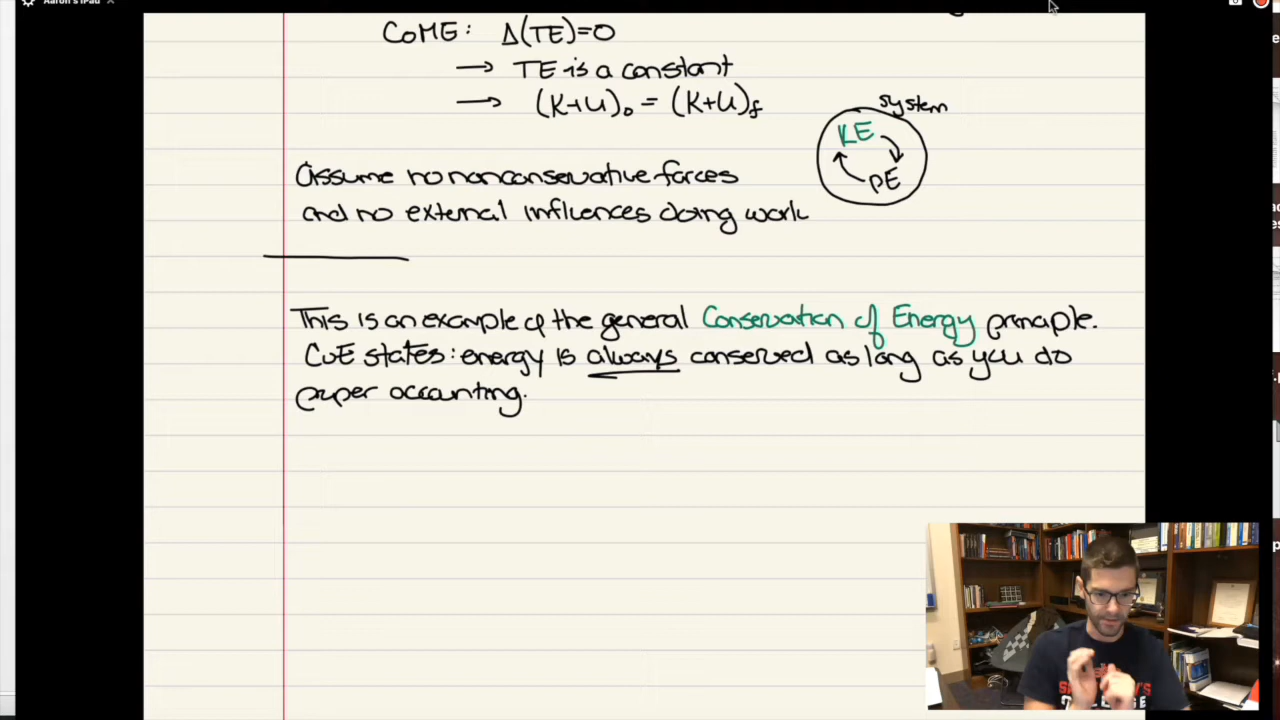 Aaron's iPad
CoME: Δ(TE)=0
→ TE is a constant
→ (K+U)₀ = (K+U)f
system
KE
PE
Assume no nonconservative forces
and no external influences doing work
This is an example of the general Conservation of Energy principle.
CoE states: energy is always conserved as long as you do
proper accounting.